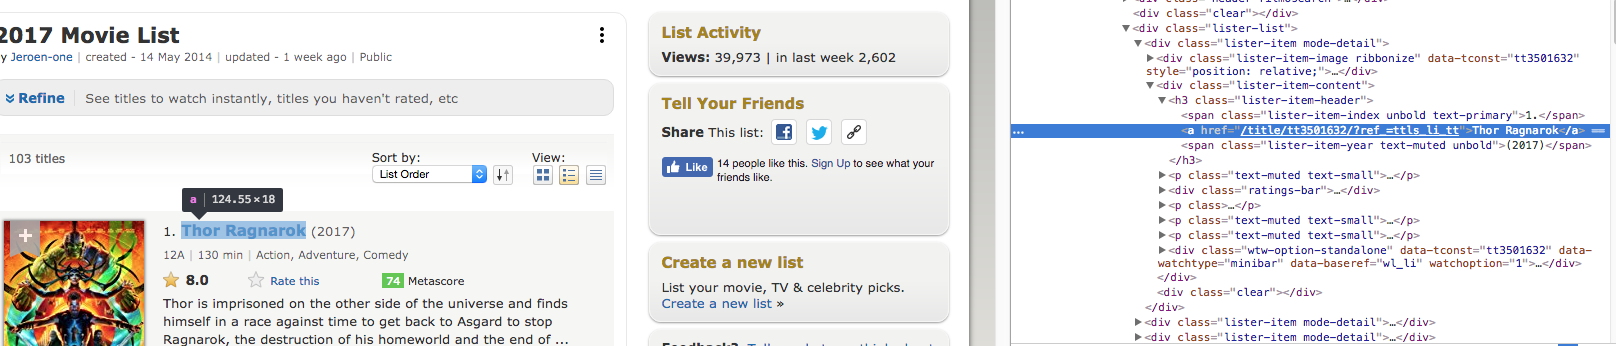 2017 Movie List
y Jeroen-one | created - 14 May 2014 | updated - 1 week ago | Public
Refine | See titles to watch instantly, titles you haven't rated, etc
103 titles
Sort by:
List Order
View:
a | 124.55 × 18
1. Thor Ragnarok (2017)
12A | 130 min | Action, Adventure, Comedy
8.0 Rate this 74 Metascore
Thor is imprisoned on the other side of the universe and finds
himself in a race against time to get back to Asgard to stop
Ragnarok, the destruction of his homeworld and the end of ...
List Activity
Views: 39,973 | in last week 2,602
Tell Your Friends
Share This list:
Like 14 people like this. Sign Up to see what your
friends like.
Create a new list
List your movie, TV & celebrity picks.
Create a new list »
<div class="clear"></div>
▼<div class="lister-list">
▼<div class="lister-item mode-detail">
▶<div class="lister-item-image ribbonize" data-tconst="tt3501632"
style="position: relative;">…</div>
▼<div class="lister-item-content">
▼<h3 class="lister-item-header">
<span class="lister-item-index unbold text-primary">1.</span>
… <a href="/title/tt3501632/?ref_=ttls_li_tt">Thor Ragnarok</a> ==
<span class="lister-item-year text-muted unbold">(2017)</span>
</h3>
▶<p class="text-muted text-small">…</p>
▶<div class="ratings-bar">…</div>
▶<p class>…</p>
▶<p class="text-muted text-small">…</p>
▶<p class="text-muted text-small">…</p>
▶<div class="wtw-option-standalone" data-tconst="tt3501632" data-
watchtype="minibar" data-baseref="wl_li" watchoption="1">…</div>
</div>
<div class="clear"></div>
</div>
▶<div class="lister-item mode-detail">…</div>
▶<div class="lister-item mode-detail">…</div>